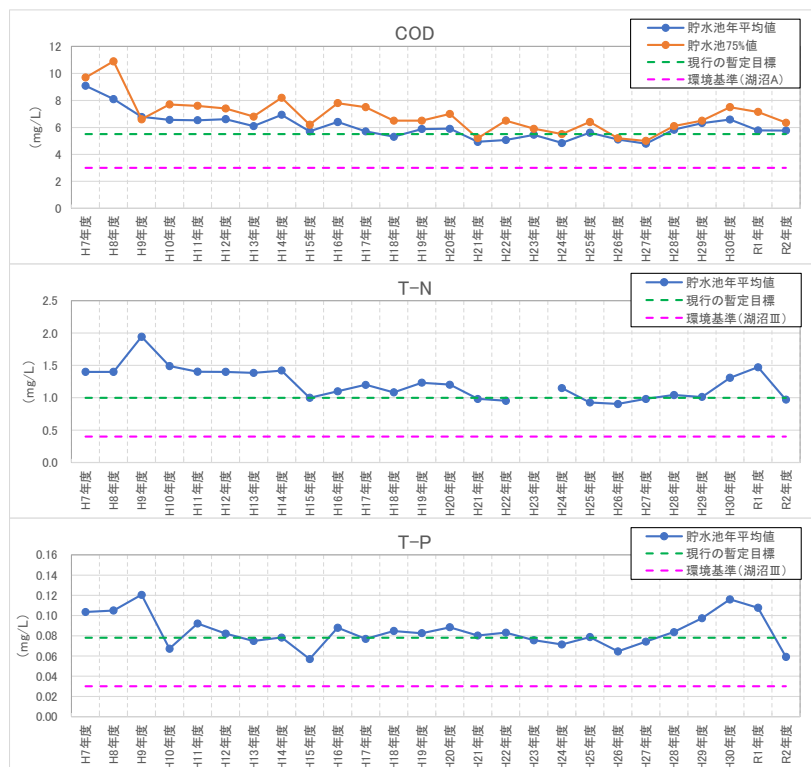 COD
貯水池年平均値
貯水池75%値
現行の暫定目標
環境基準(湖沼A)
(mg/L)
12
10
8
6
4
2
0
H7年度 H8年度 H9年度 H10年度 H11年度 H12年度 H13年度 H14年度 H15年度 H16年度 H17年度 H18年度 H19年度 H20年度 H21年度 H22年度 H23年度 H24年度 H25年度 H26年度 H27年度 H28年度 H29年度 H30年度 R1年度 R2年度
T-N
貯水池年平均値
現行の暫定目標
環境基準(湖沼Ⅲ)
(mg/L)
2.5
2.0
1.5
1.0
0.5
0.0
H7年度 H8年度 H9年度 H10年度 H11年度 H12年度 H13年度 H14年度 H15年度 H16年度 H17年度 H18年度 H19年度 H20年度 H21年度 H22年度 H23年度 H24年度 H25年度 H26年度 H27年度 H28年度 H29年度 H30年度 R1年度 R2年度
T-P
貯水池年平均値
現行の暫定目標
環境基準(湖沼Ⅲ)
(mg/L)
0.16
0.14
0.12
0.10
0.08
0.06
0.04
0.02
0.00
H7年度 H8年度 H9年度 H10年度 H11年度 H12年度 H13年度 H14年度 H15年度 H16年度 H17年度 H18年度 H19年度 H20年度 H21年度 H22年度 H23年度 H24年度 H25年度 H26年度 H27年度 H28年度 H29年度 H30年度 R1年度 R2年度